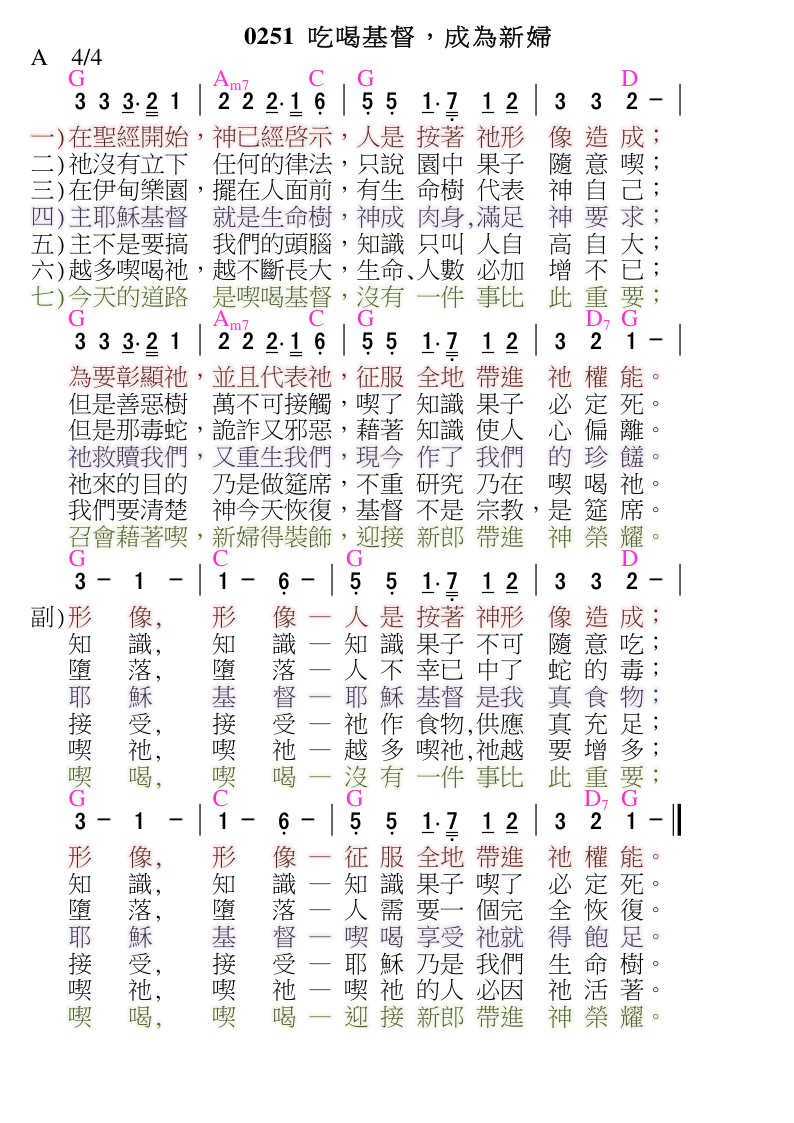 0251 吃喝基督，成為新婦
A 4/4
G Am7 C G D
3 3 3· 2 1 | 2 2 2· 1 6 | 5 5 1· 7 1 2 | 3 3 2 － |
一)在聖經開始，神已經啓示，人是 按著 祂形 像 造 成；
二)祂沒有立下 任何的律法，只說 園中 果子 隨 意 喫；
三)在伊甸樂園，擺在人面前，有生 命樹 代表 神 自 己；
四)主耶穌基督 就是生命樹，神成 肉身,滿足 神 要 求；
五)主不是要搞 我們的頭腦，知識 只叫 人自 高 自 大；
六)越多喫喝祂，越不斷長大，生命、人數 必加 增 不 已；
七)今天的道路 是喫喝基督，沒有 一件 事比 此 重 要；
G Am7 C G D7 G
3 3 3· 2 1 | 2 2 2· 1 6 | 5 5 1· 7 1 2 | 3 2 1 － |
為要彰顯祂，並且代表祂，征服 全地 帶進 祂 權 能。
但是善惡樹 萬不可接觸，喫了 知識 果子 必 定 死。
但是那毒蛇，詭詐又邪惡，藉著 知識 使人 心 偏 離。
祂救贖我們，又重生我們，現今 作了 我們 的 珍 饈。
祂來的目的 乃是做筵席，不重 研究 乃在 喫 喝 祂。
我們要清楚 神今天恢復，基督 不是 宗教，是 筵 席。
召會藉著喫，新婦得裝飾，迎接 新郎 帶進 神 榮 耀。
G C G D
3 － 1 － | 1 － 6 － | 5 5 1· 7 1 2 | 3 3 2 － |
副)形 像, 形 像 － 人 是 按著 神形 像 造 成；
知 識, 知 識 － 知 識 果子 不可 隨 意 吃；
墮 落, 墮 落 － 人 不 幸已 中了 蛇 的 毒；
耶 穌 基 督 － 耶 穌 基督 是我 真 食 物；
接 受, 接 受 － 祂 作 食物,供應 真 充 足；
喫 祂, 喫 祂 － 越 多 喫祂,祂越 要 增 多；
喫 喝, 喫 喝 － 沒 有 一件 事比 此 重 要；
G C G D7 G
3 － 1 － | 1 － 6 － | 5 5 1· 7 1 2 | 3 2 1 － ‖
形 像, 形 像 － 征 服 全地 帶進 祂 權 能。
知 識, 知 識 － 知 識 果子 喫了 必 定 死。
墮 落, 墮 落 － 人 需 要一 個完 全 恢 復。
耶 穌 基 督 － 喫 喝 享受 祂就 得 飽 足。
接 受, 接 受 － 耶 穌 乃是 我們 生 命 樹。
喫 祂, 喫 祂 － 喫 祂 的人 必因 祂 活 著。
喫 喝, 喫 喝 － 迎 接 新郎 帶進 神 榮 耀。